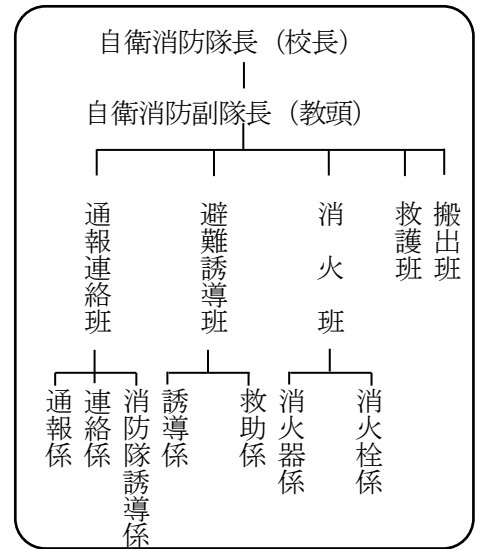 自衛消防隊長（校長）
自衛消防副隊長（教頭）
通報連絡班
避難誘導班
消火班
救護班
搬出班
通報係
連絡係
消防隊誘導係
誘導係
救助係
消火器係
消火栓係